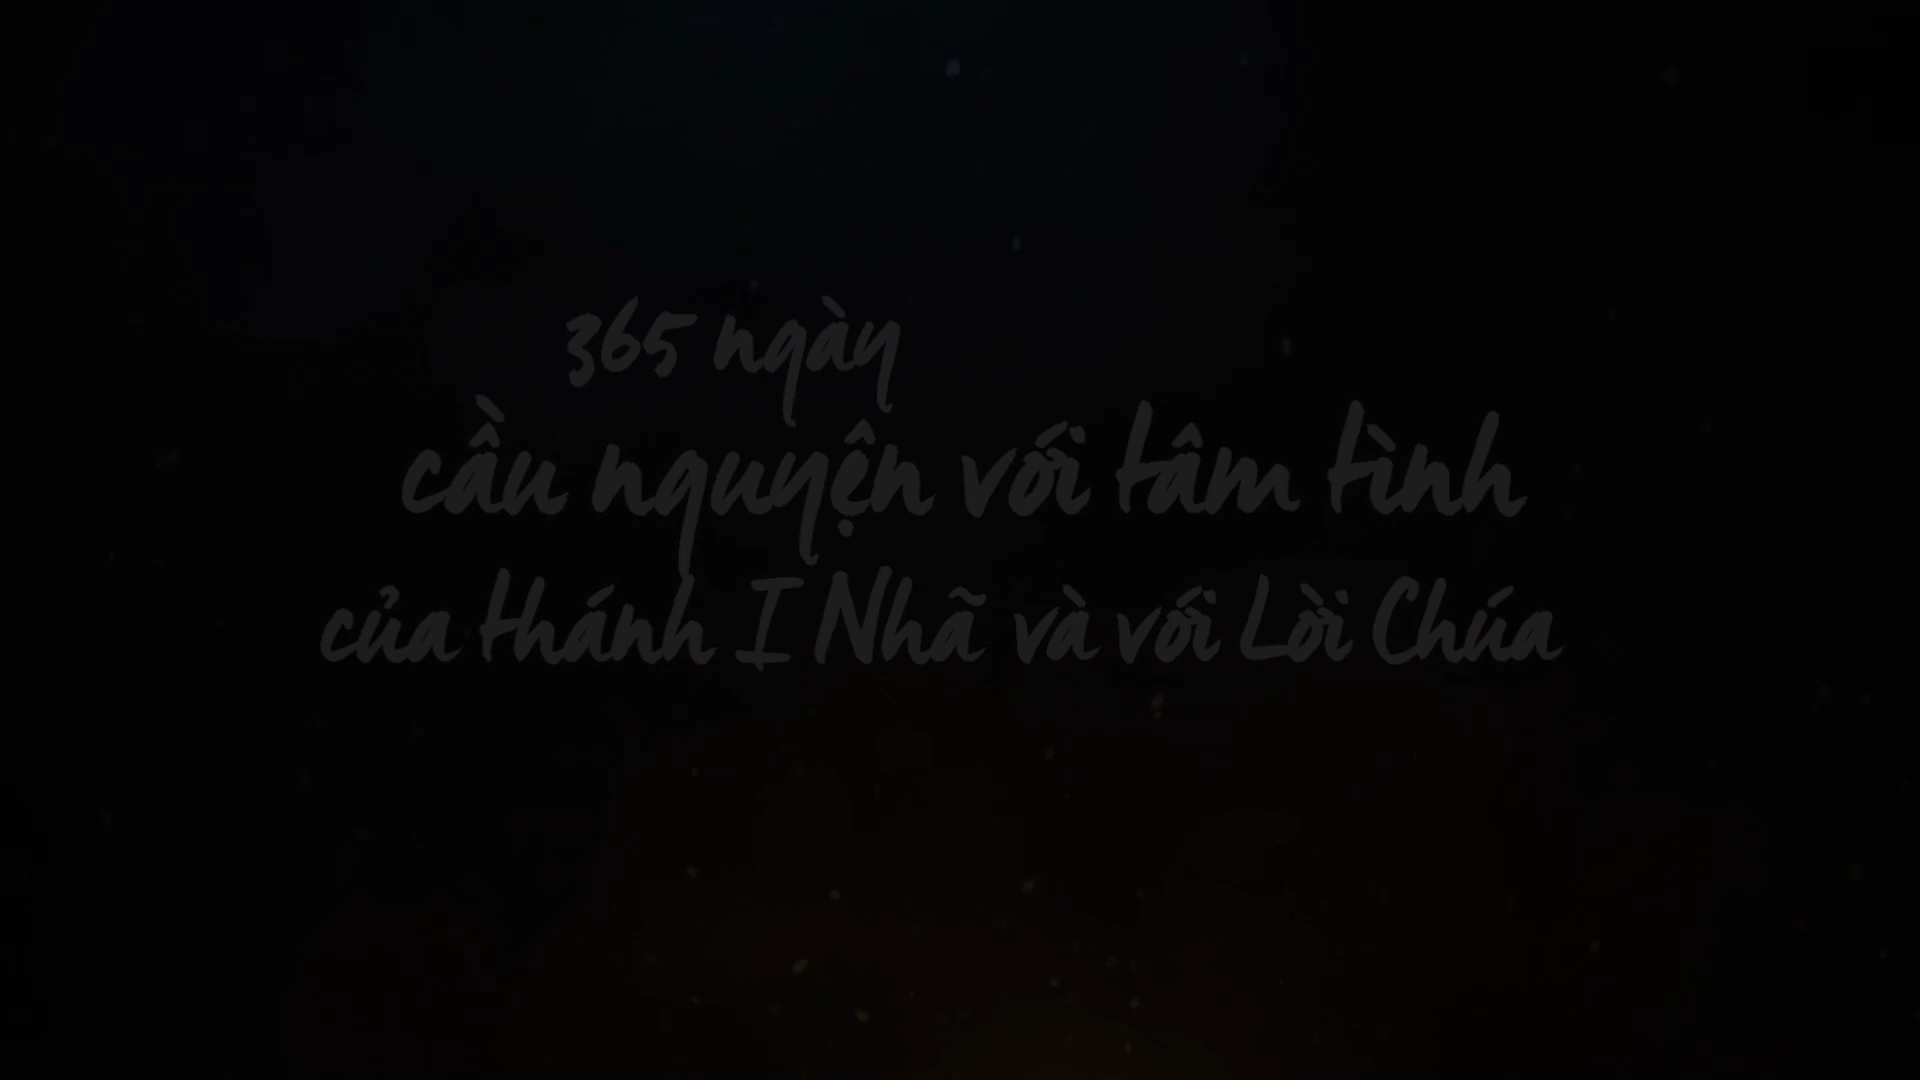 365 ngày
cầu nguyện với tâm tình
của thánh I Nhã và với Lời Chúa